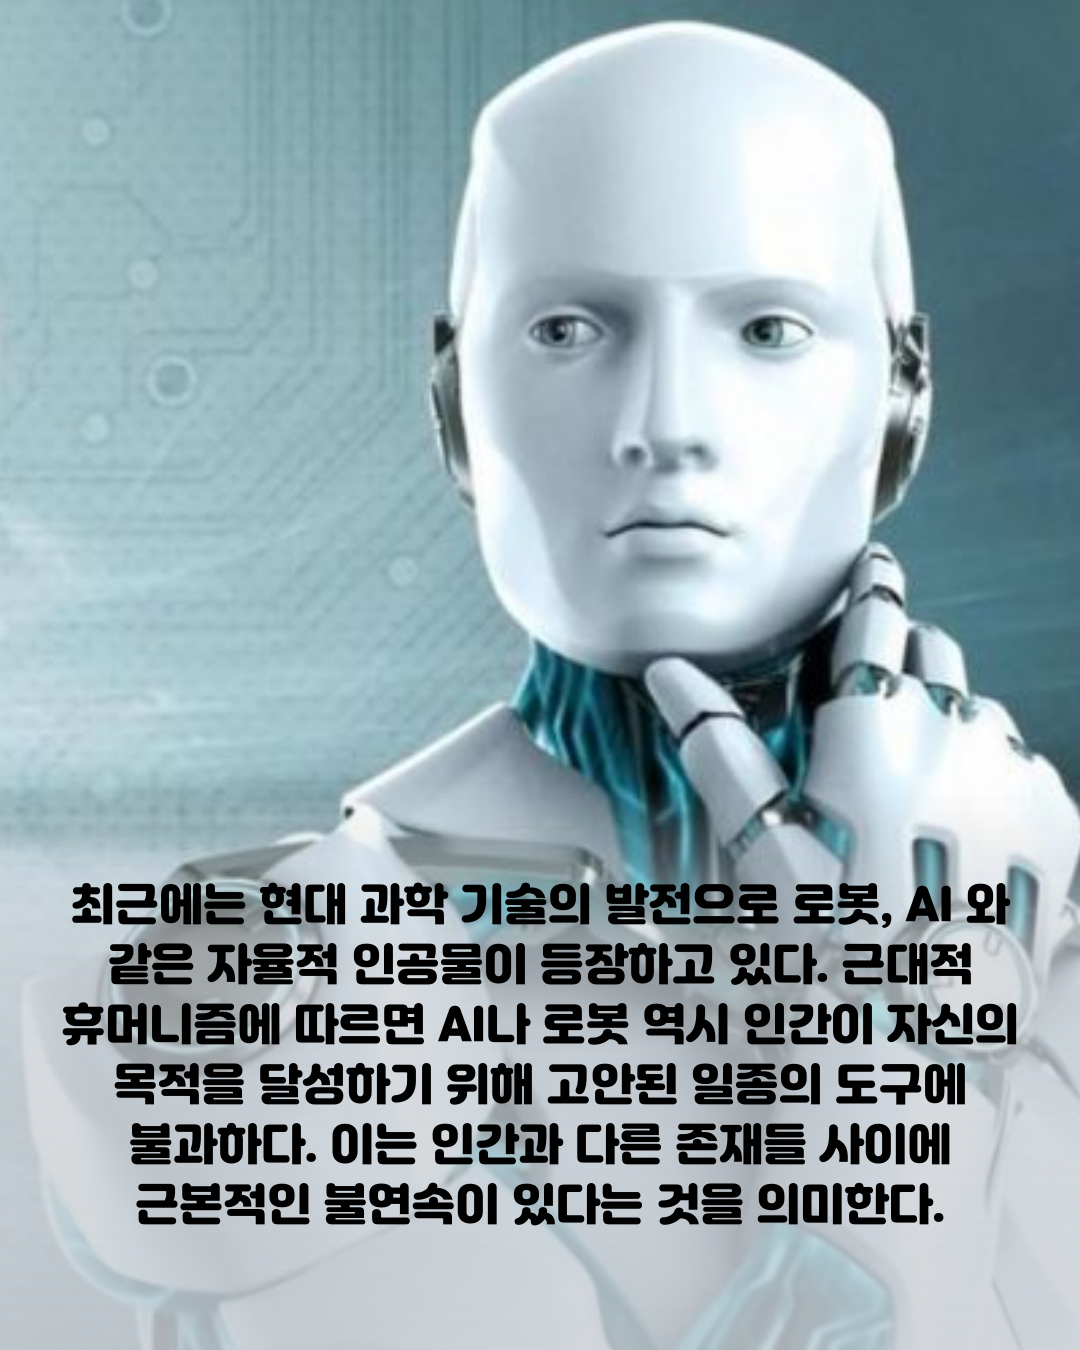 최근에는 현대 과학 기술의 발전으로 로봇, AI 와
같은 자율적 인공물이 등장하고 있다. 근대적
휴머니즘에 따르면 AI나 로봇 역시 인간이 자신의
목적을 달성하기 위해 고안된 일종의 도구에
불과하다. 이는 인간과 다른 존재들 사이에
근본적인 불연속이 있다는 것을 의미한다.